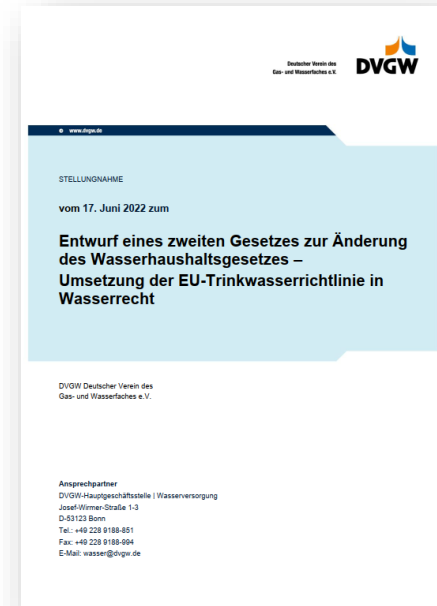 Deutscher Verein des
Gas- und Wasserfaches e.V.
DVGW
www.dvgw.de
STELLUNGNAHME
vom 17. Juni 2022 zum
Entwurf eines zweiten Gesetzes zur Änderung
des Wasserhaushaltsgesetzes –
Umsetzung der EU-Trinkwasserrichtlinie in
Wasserrecht
DVGW Deutscher Verein des
Gas- und Wasserfaches e.V.
Ansprechpartner
DVGW-Hauptgeschäftsstelle | Wasserversorgung
Josef-Wirmer-Straße 1-3
D-53123 Bonn
Tel.: +49 228 9188-851
Fax: +49 228 9188-994
E-Mail: wasser@dvgw.de